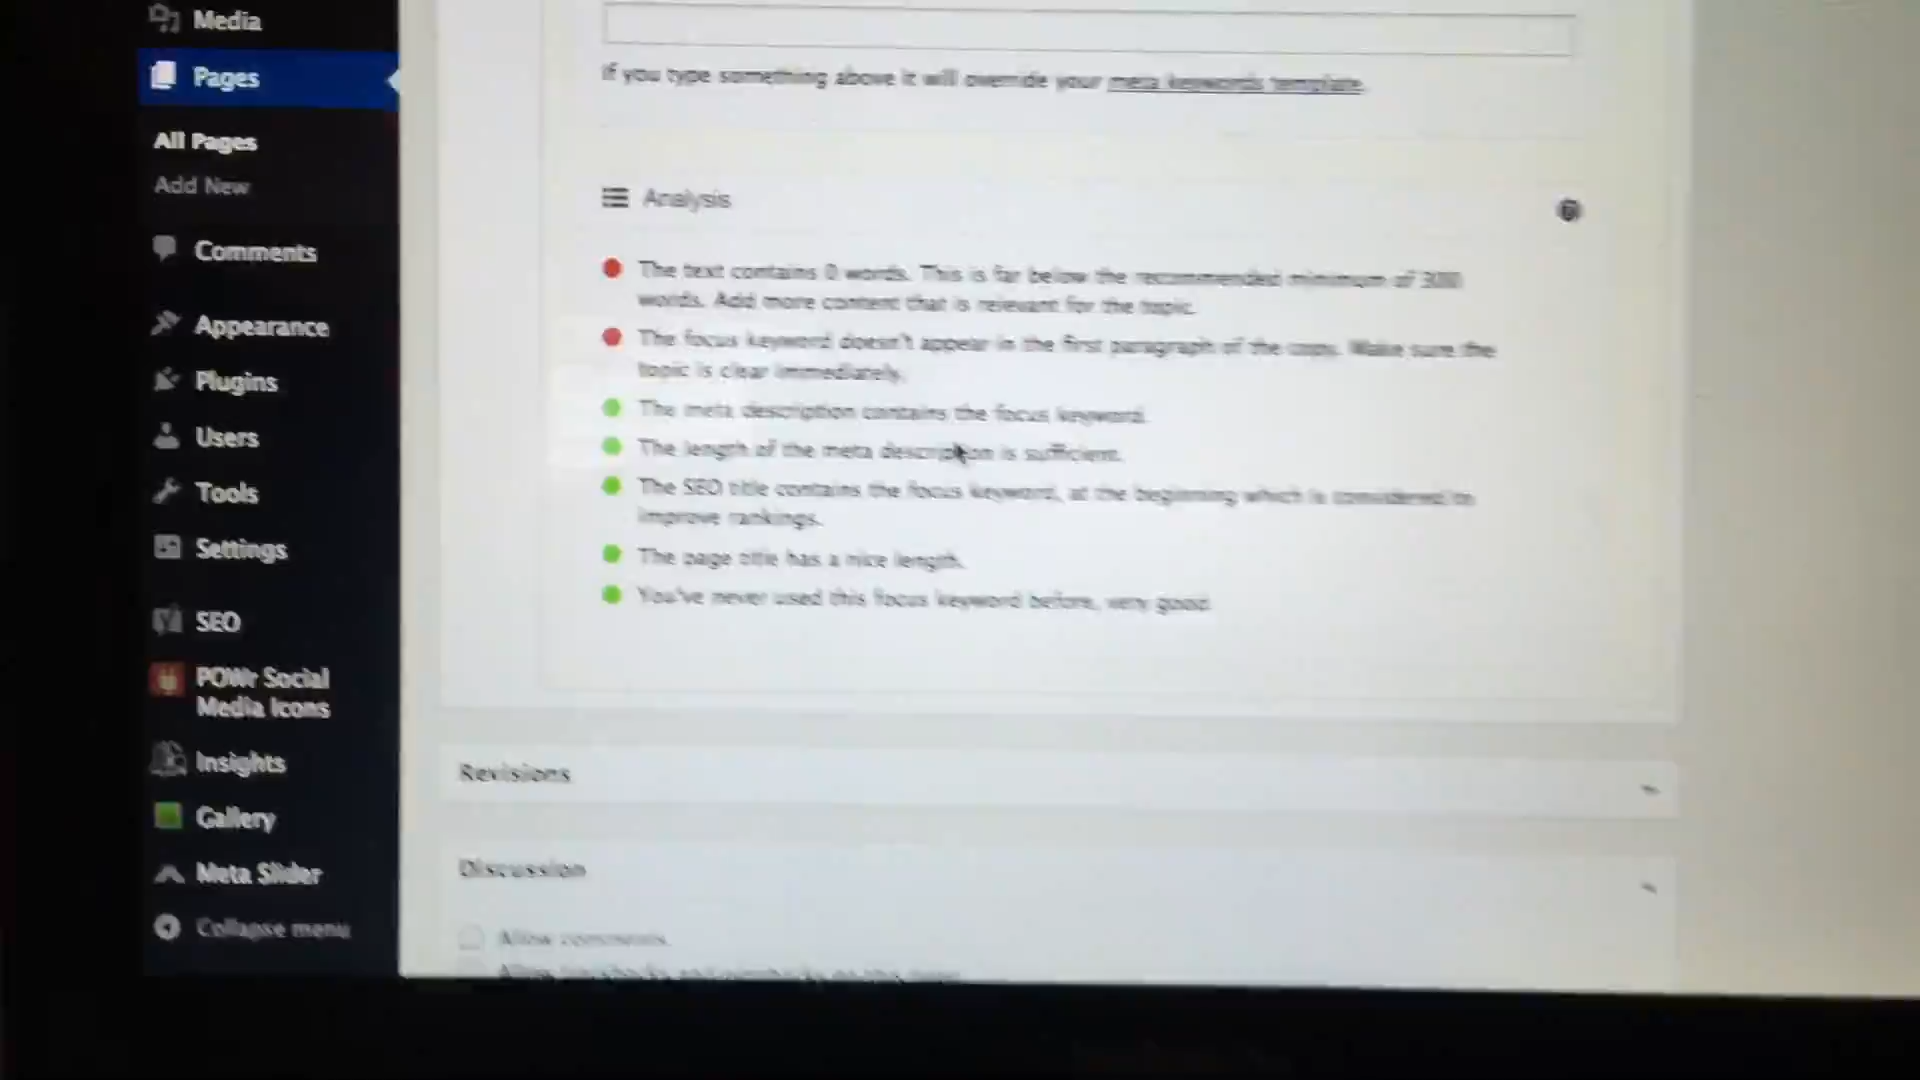 Media
Pages
All Pages
Add New
Comments
Appearance
Plugins
Users
Tools
Settings
SEO
POWr Social
Media Icons
Insights
Gallery
Meta Slider
Collapse menu
If you type something above it will override your meta keywords template.
Analysis
The text contains 0 words. This is far below the recommended minimum of 300
words. Add more content that is relevant for the topic.
The focus keyword doesn't appear in the first paragraph of the copy. Make sure the
topic is clear immediately.
The meta description contains the focus keyword.
The length of the meta description is sufficient.
The SEO title contains the focus keyword, at the beginning which is considered to
improve rankings.
The page title has a nice length.
You've never used this focus keyword before, very good.
Revisions
Discussion
Allow comments.
Allow